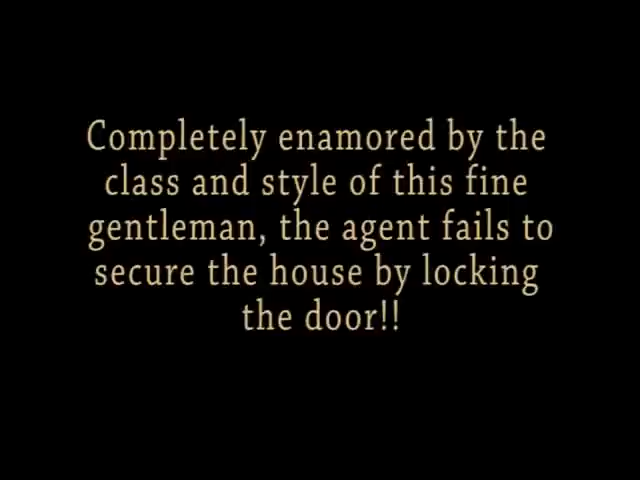 Completely enamored by the
class and style of this fine
gentleman, the agent fails to
secure the house by locking
the door!!